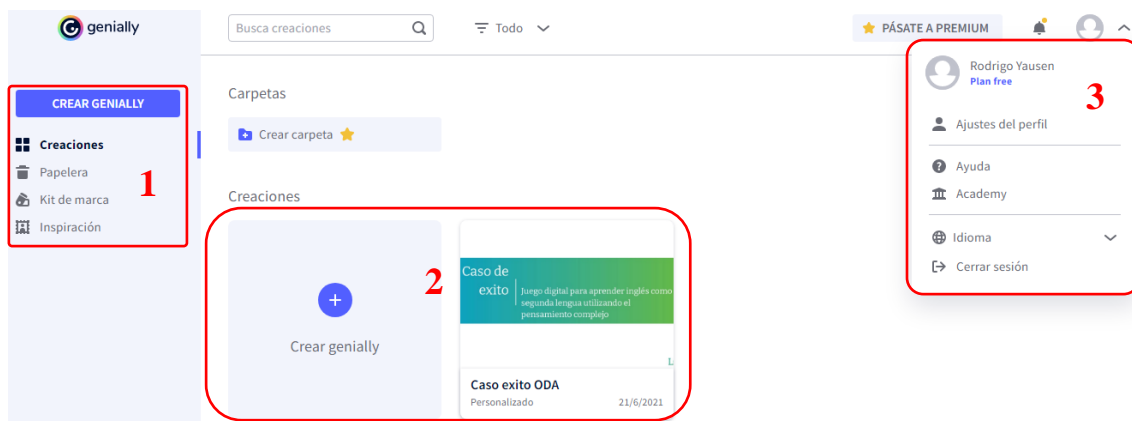 genially
Busca creaciones
Todo
PÁSATE A PREMIUM
CREAR GENIALLY
Creaciones
Papelera
Kit de marca
Inspiración
1
Carpetas
Crear carpeta
Creaciones
Crear genially
2
Caso de
exito
Juego digital para aprender inglés como
segunda lengua utilizando el
pensamiento complejo
L
Caso exito ODA
Personalizado 21/6/2021
Rodrigo Yausen
Plan free
3
Ajustes del perfil
Ayuda
Academy
Idioma
Cerrar sesión